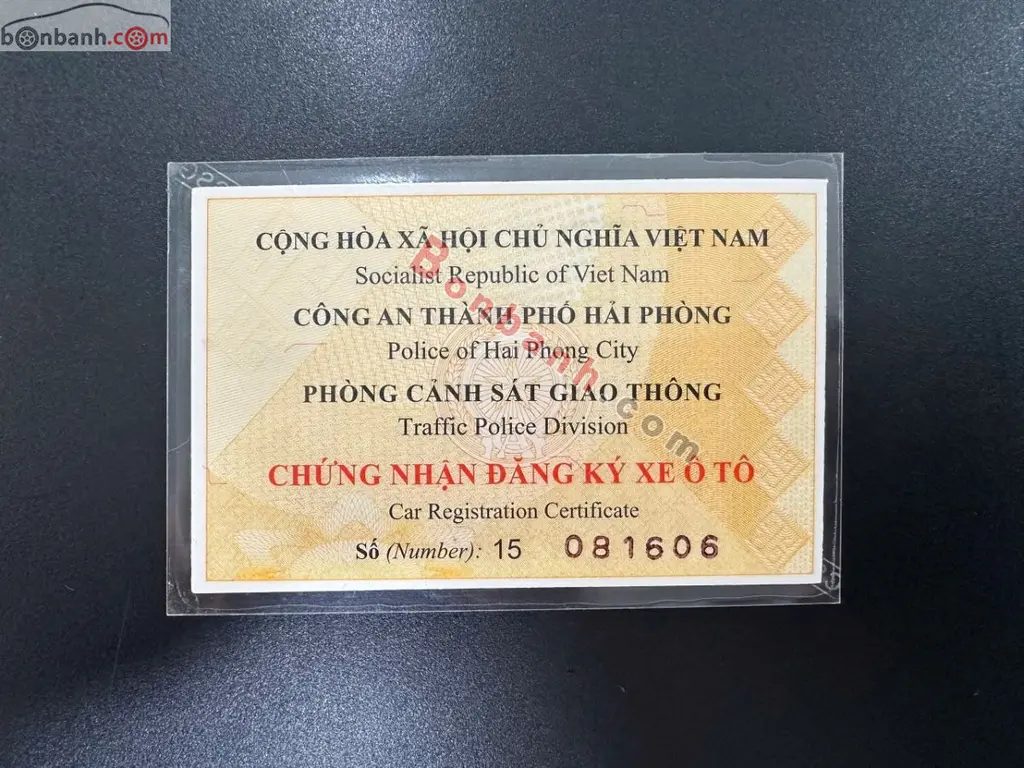 bonbanh.com
CỘNG HÒA XÃ HỘI CHỦ NGHĨA VIỆT NAM
Socialist Republic of Viet Nam
CÔNG AN THÀNH PHỐ HẢI PHÒNG
Police of Hai Phong City
PHÒNG CẢNH SÁT GIAO THÔNG
Traffic Police Division
CHỨNG NHẬN ĐĂNG KÝ XE Ô TÔ
Car Registration Certificate
Số (Number): 15 081606
Bonbanh.com